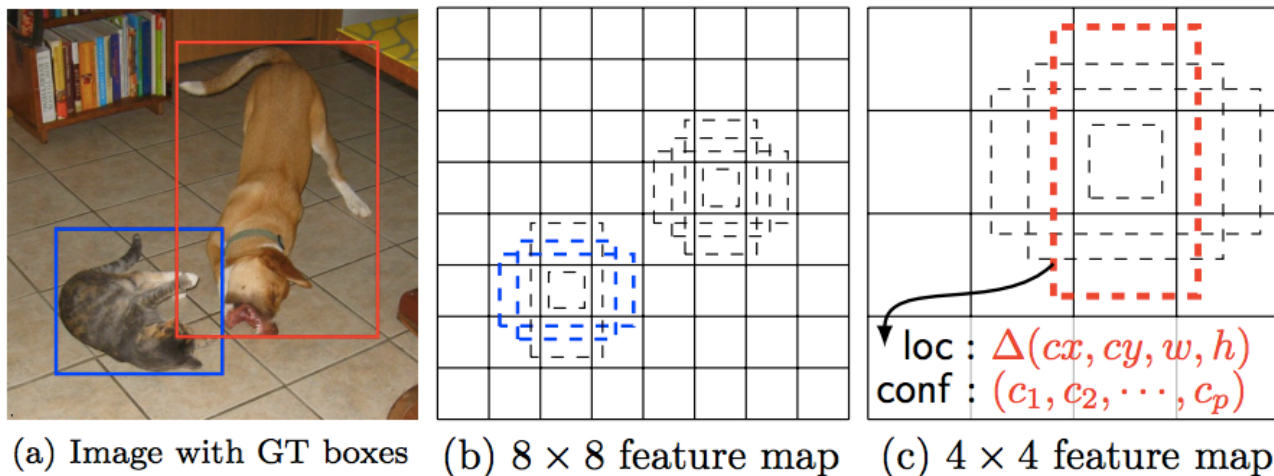 loc : Δ(cx, cy, w, h)
conf : (c₁, c₂, ⋯, cₚ)
(a) Image with GT boxes
(b) 8 × 8 feature map
(c) 4 × 4 feature map